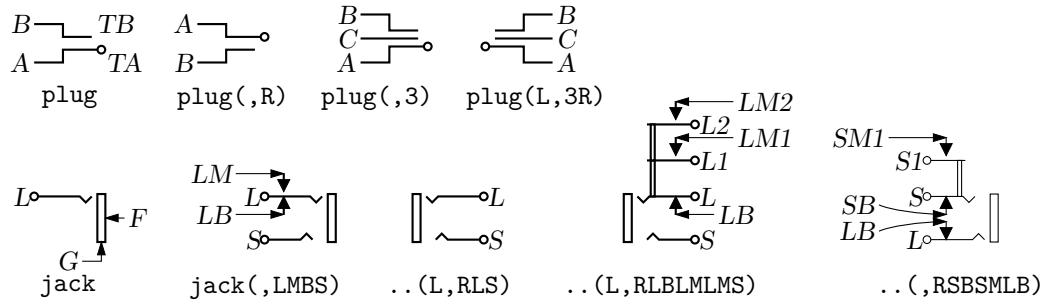 B TB A B B
A TA B C C
A A
plug plug(,R) plug(,3) plug(L,3R)
LM2
L2
LM1
L1
SM1
S1
LM
L L L L S
LB LB SB
F LB
S S S L
G
jack jack(,LMBS) ..(L,RLS) ..(L,RLBLMLMS) ..(,RSBSMLB)